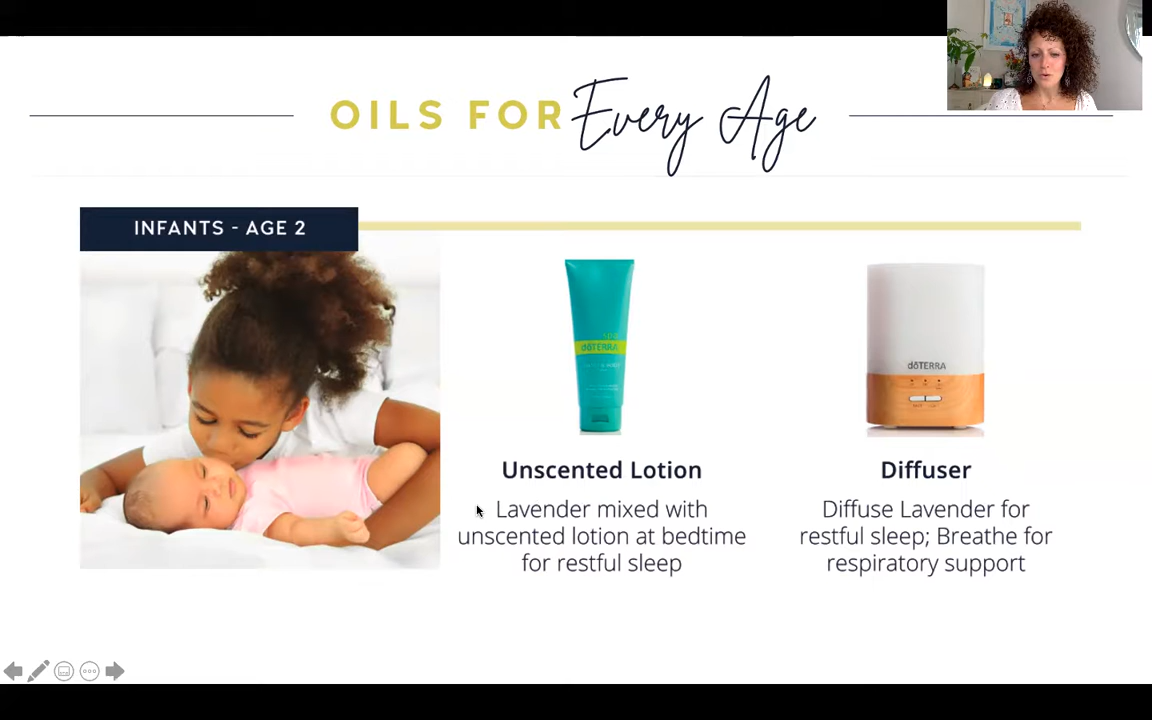 OILS FOR Every Age
INFANTS - AGE 2
spa
dōTERRA
dōTERRA
Unscented Lotion
Diffuser
Lavender mixed with
unscented lotion at bedtime
for restful sleep
Diffuse Lavender for
restful sleep; Breathe for
respiratory support